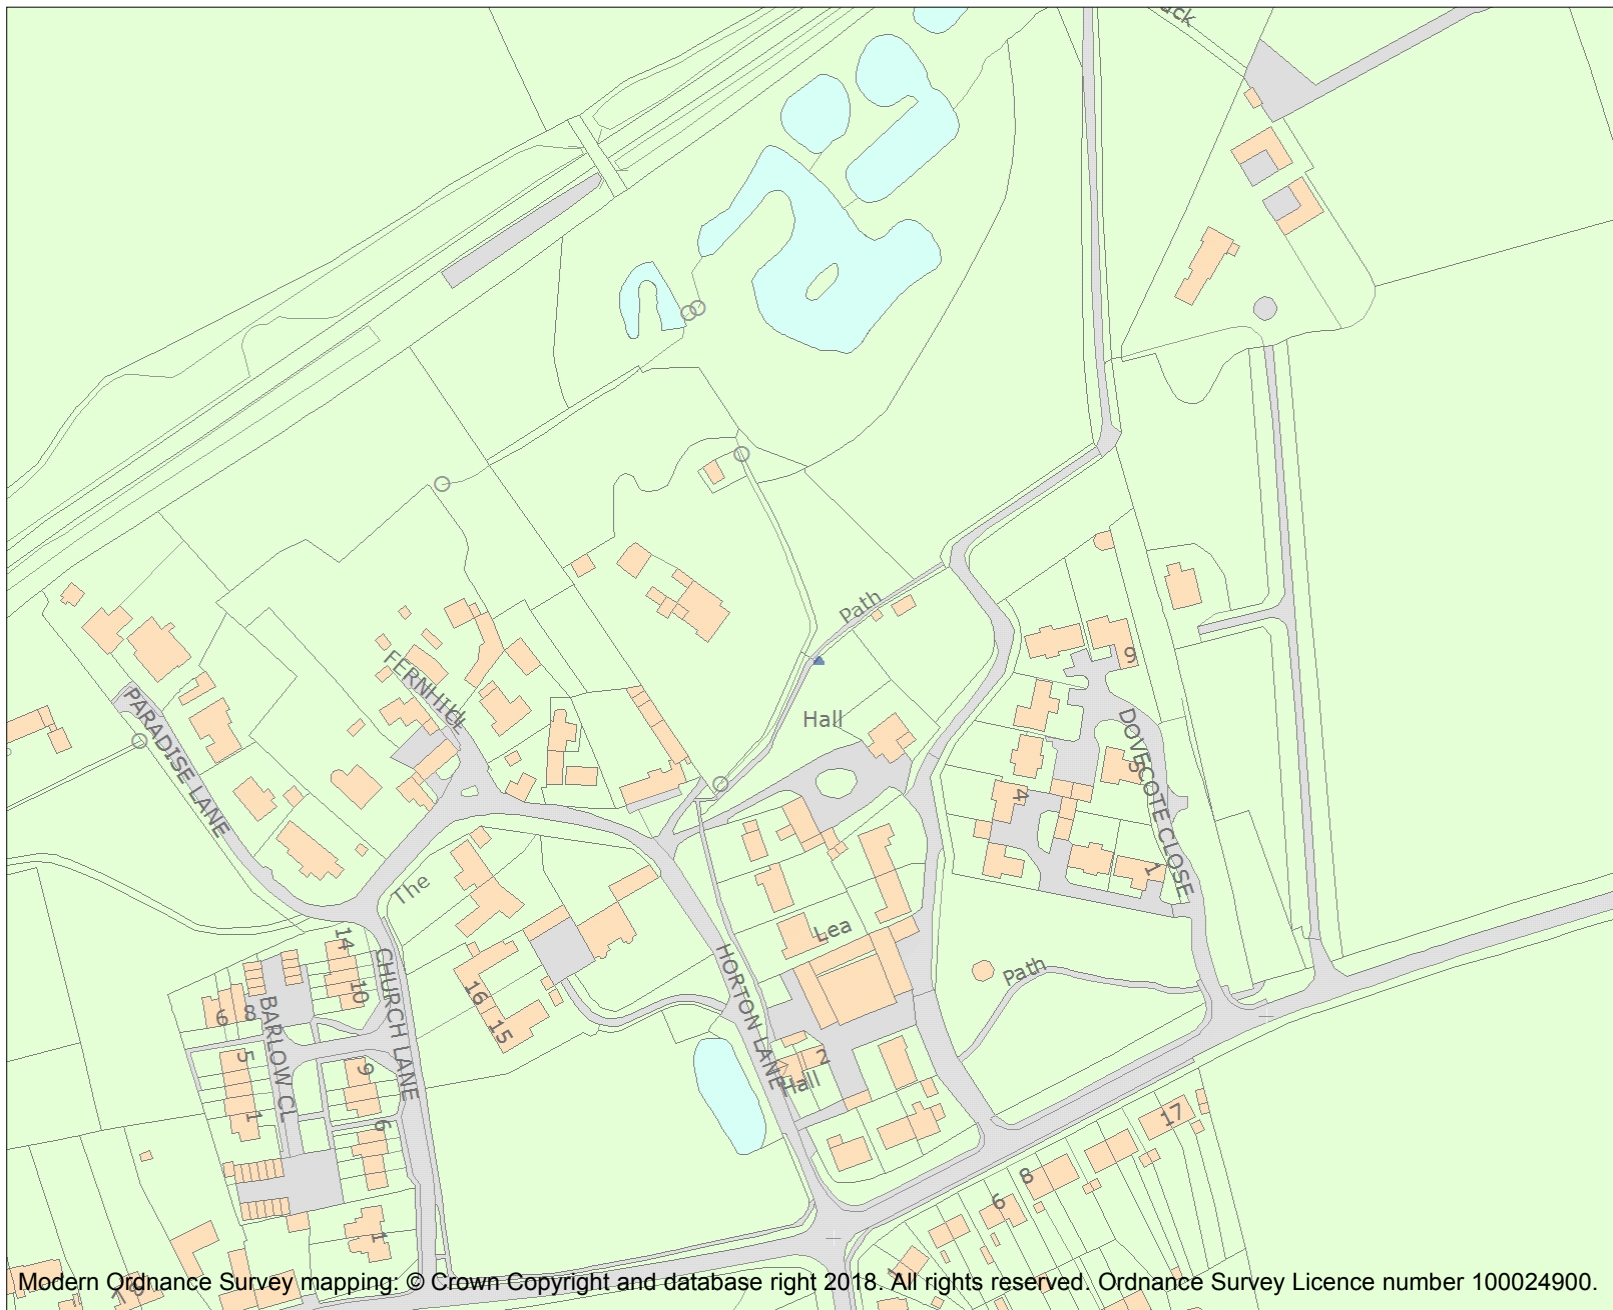 Path
Hall
FERNHILL
PARADISE LANE
9
DOVECOTE CLOSE
5
4
1
The
Lea
Path
14
10
CHURCH LANE
16
15
HORTON LANE
6
8
BARLOW CL
5
1
9
6
2
Hall
17
8
6
1
1
19
Modern Ordnance Survey mapping: © Crown Copyright and database right 2018. All rights reserved. Ordnance Survey Licence number 100024900.